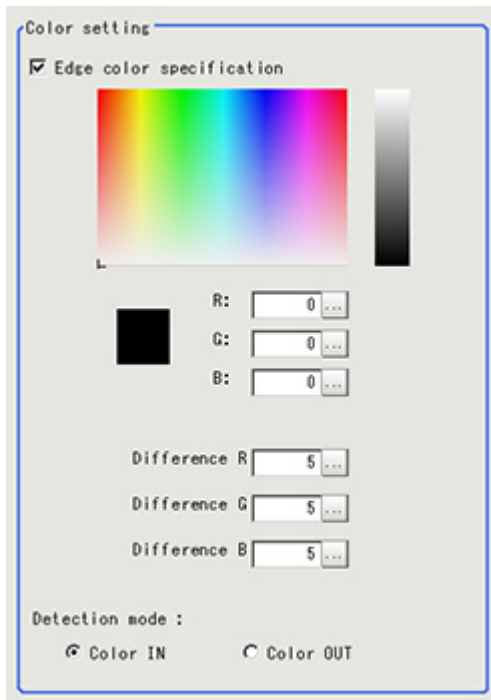 Color setting
Edge color specification
R: 0 ...
G: 0 ...
B: 0 ...
Difference R 5 ...
Difference G 5 ...
Difference B 5 ...
Detection mode :
Color IN Color OUT